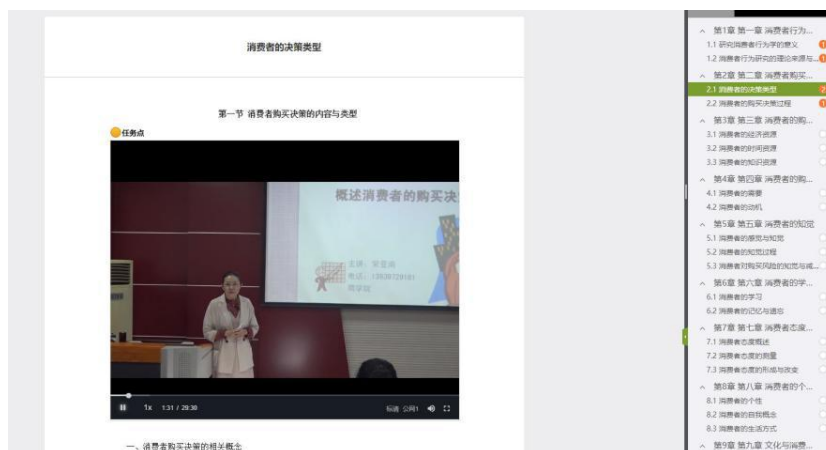 消费者的决策类型
第一节 消费者购买决策的内容与类型
任务点
概述消费者的购买决
商学院
1x 1:31 / 29:30
标清 公网1
一、消费者购买决策的相关概念
第1章 第一章 消费者行为...
1.1 研究消费者行为学的意义
1.2 消费者行为研究的理论来源与...
第2章 第二章 消费者购买...
2.1 消费者的决策类型
2.2 消费者的购买决策过程
第3章 第三章 消费者的购...
3.1 消费者的经济资源
3.2 消费者的时间资源
3.3 消费者的知识资源
第4章 第四章 消费者的购...
4.1 消费者的需要
4.2 消费者的动机
第5章 第五章 消费者的知觉
5.1 消费者的感觉与知觉
5.2 消费者的知觉过程
5.3 消费者对购买风险的知觉与减...
第6章 第六章 消费者的学...
6.1 消费者的学习
6.2 消费者的记忆与遗忘
第7章 第七章 消费者态度...
7.1 消费者态度概述
7.2 消费者态度的测量
7.3 消费者态度的形成与改变
第8章 第八章 消费者的个...
8.1 消费者的个性
8.2 消费者的自我概念
8.3 消费者的生活方式
第9章 第九章 文化与消费...